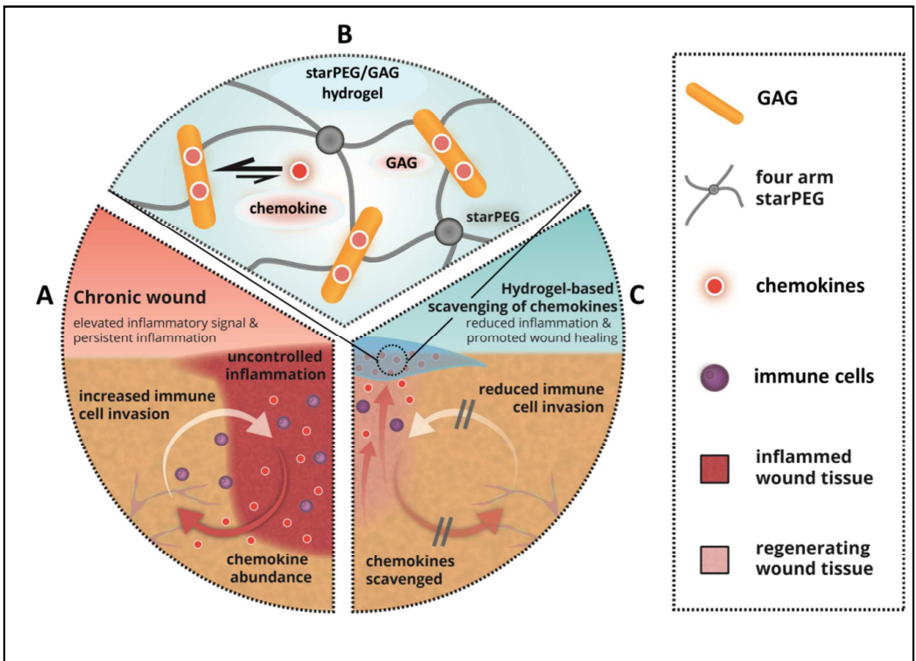 B
starPEG/GAG
hydrogel
GAG
chemokine
starPEG
A
Chronic wound
elevated inflammatory signal &
persistent inflammation
uncontrolled
inflammation
increased immune
cell invasion
chemokine
abundance
C
Hydrogel-based
scavenging of chemokines
reduced inflammation &
promoted wound healing
reduced immune
cell invasion
chemokines
scavenged
GAG
four arm
starPEG
chemokines
immune cells
inflammed
wound tissue
regenerating
wound tissue